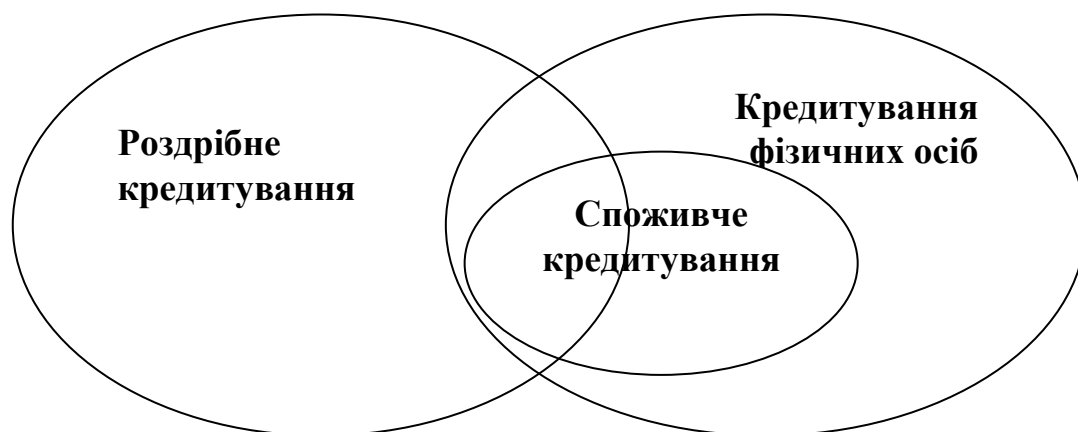 Роздрібне
кредитування
Кредитування
фізичних осіб
Споживче
кредитування